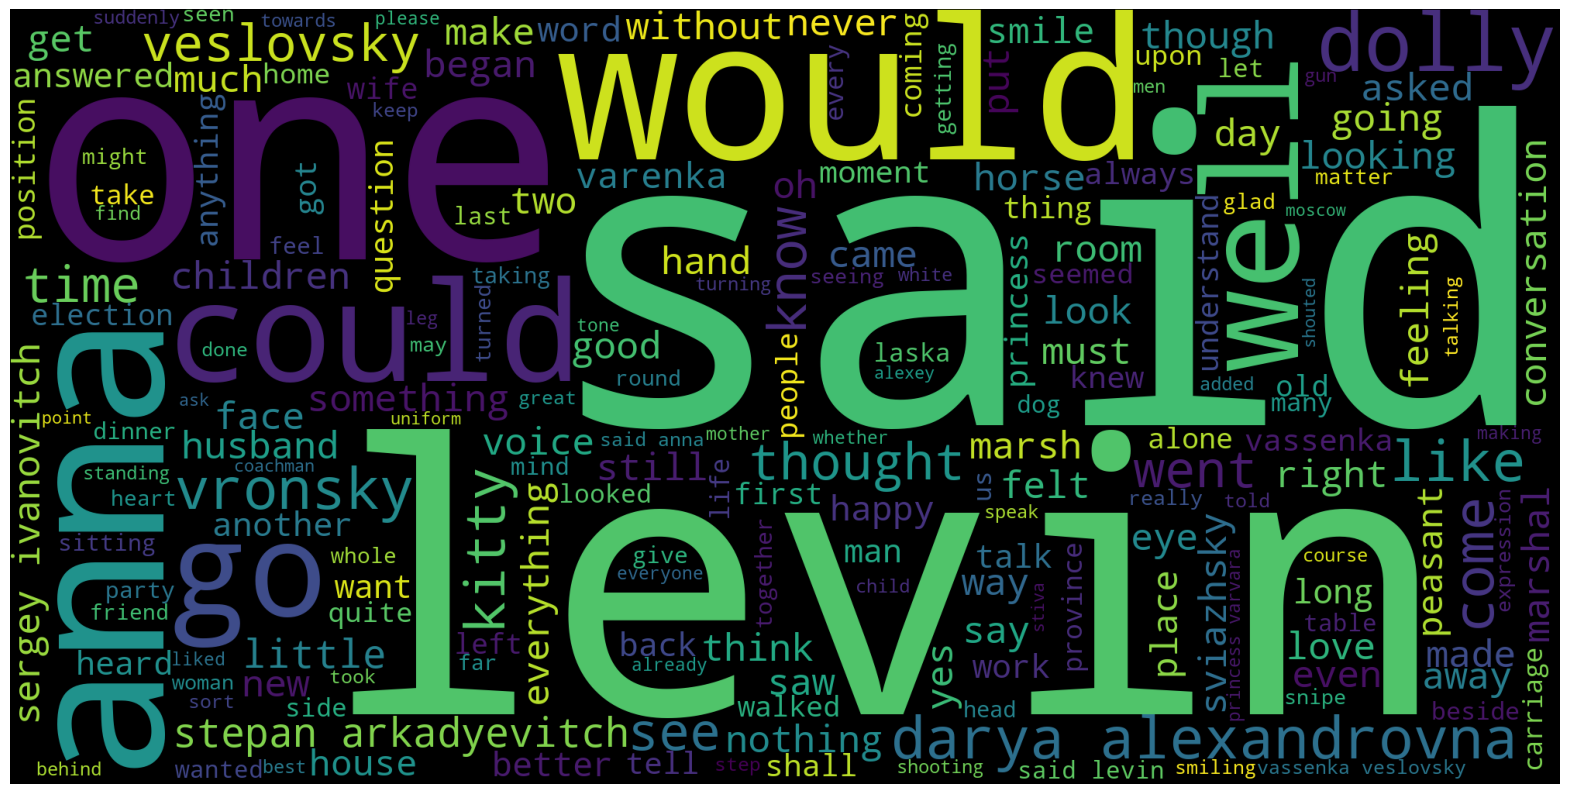 suddenly
seen
towards
please
get
veslovsky
make
word
without
never
smile
though
dolly
answered
much
home
began
every
coming
getting
put
upon
let
gun
asked
wife
keep
men
one
would
said
well
day
going
looking
position
might
take
find
anything
got
question
last
two
varenka
oh
moment
horse
always
matter
thing
glad
moscow
understand
conversation
feel
hand
know
came
princess
room
seemed
time
children
taking
turning
seeing
white
look
feeling
talking
shouted
election
could
leg
turned
tone
done
may
good
people
laska
alexey
must
round
knew
added
old
many
something
great
dog
ask
point
face
uniform
dinner
husband
voice
said anna
mother
whether
marsh
alone
vassenka
making
standing
coachman
mind
still
thought
went
right
like
heart
vronsky
looked
life
first
us
felt
really
told
sergey ivanovitch
anna
another
kitty
everything
happy
speak
sitting
go
whole
levin
give
everyone
together
man
child
talk
way
province
eye
sviazhsky
course
peasant
come
expression
marshal
party
friend
want
quite
stiva
place
princess varvara
long
heard
liked
little
left
far
back
already
think
say
yes
work
table
love
made
woman
new
took
saw
even
away
sort
side
walked
head
snipe
beside
carriage
stepan arkadyevitch
see
nothing
darya alexandrovna
behind
wanted
best
house
better
tell
step
shall
shooting
said levin
smiling
vassenka veslovsky